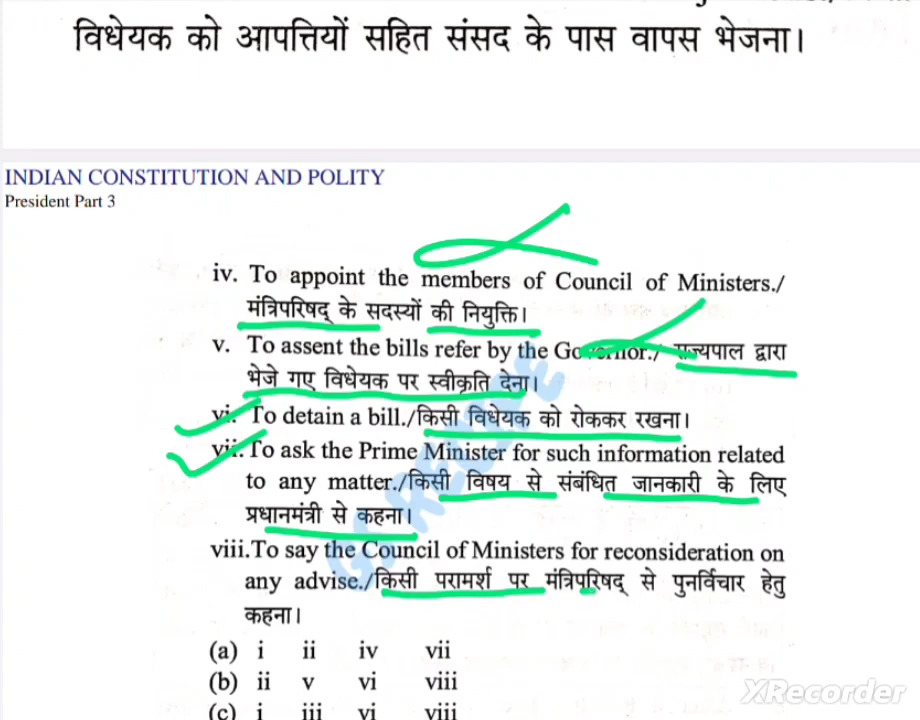 विधेयक को आपत्तियों सहित संसद के पास वापस भेजना।
INDIAN CONSTITUTION AND POLITY
President Part 3
iv. To appoint the members of Council of Ministers./
मंत्रिपरिषद् के सदस्यों की नियुक्ति।
v. To assent the bills refer by the Governor./ राज्यपाल द्वारा
भेजे गए विधेयक पर स्वीकृति देना।
vi. To detain a bill./किसी विधेयक को रोककर रखना।
vii. To ask the Prime Minister for such information related
to any matter./किसी विषय से संबंधित जानकारी के लिए
प्रधानमंत्री से कहना।
viii.To say the Council of Ministers for reconsideration on
any advise./किसी परामर्श पर मंत्रिपरिषद् से पुनर्विचार हेतु
कहना।
(a) i ii iv vii
(b) ii v vi viii
(c) i iii vi viii
XRecorder